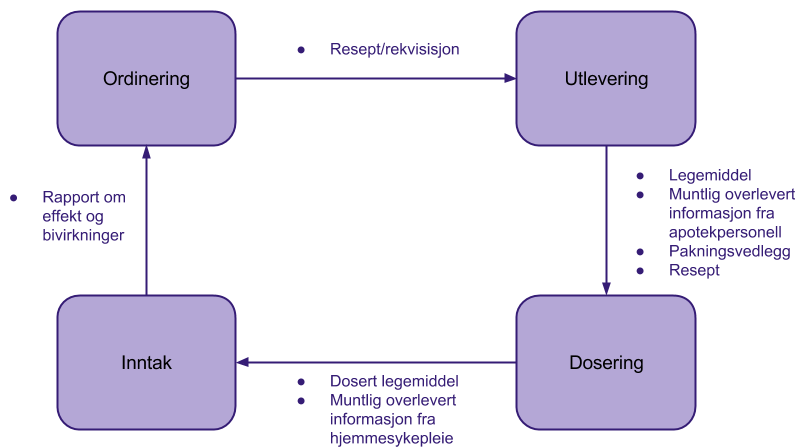 Ordinering
● Resept/rekvisisjon
Utlevering
● Legemiddel
● Muntlig overlevert
informasjon fra
apotekpersonell
● Pakningsvedlegg
● Resept
Dosering
● Dosert legemiddel
● Muntlig overlevert
informasjon fra
hjemmesykepleie
Inntak
● Rapport om
effekt og
bivirkninger